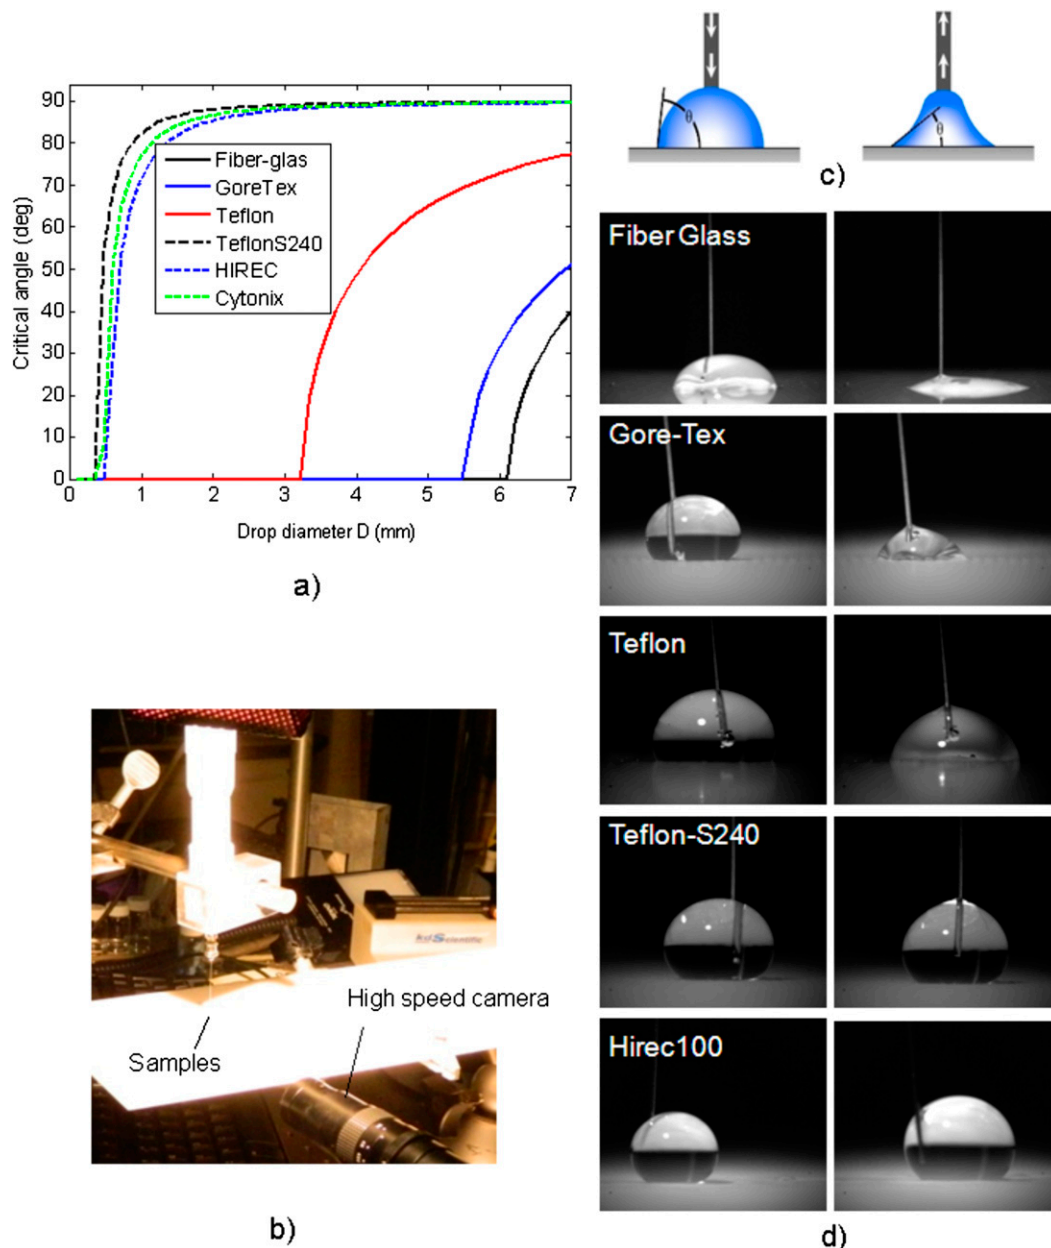 90
80
70
60
50
40
30
20
10
0
Critical angle (deg)
Fiber-glas
GoreTex
Teflon
TeflonS240
HIREC
Cytonix
0 1 2 3 4 5 6 7
Drop diameter D (mm)
a)
kdScientific
High speed camera
Samples
b)
θ
θ
c)
Fiber Glass
Gore-Tex
Teflon
Teflon-S240
Hirec100
d)